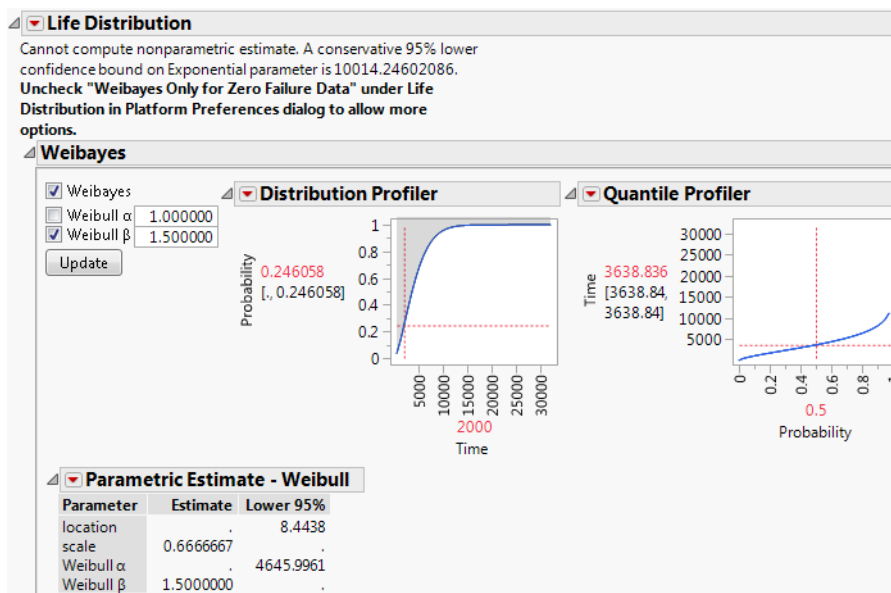 Life Distribution
Cannot compute nonparametric estimate. A conservative 95% lower
confidence bound on Exponential parameter is 10014.24602086.
Uncheck "Weibayes Only for Zero Failure Data" under Life
Distribution in Platform Preferences dialog to allow more
options.
Weibayes
Weibayes
Weibull α 1.000000
Weibull β 1.500000
Update
Distribution Profiler
Probability
0.246058
[., 0.246058]
1
0.8
0.6
0.4
0.2
0
5000
10000
15000
20000
25000
30000
2000
Time
Quantile Profiler
Time
3638.836
[3638.84,
3638.84]
30000
25000
20000
15000
10000
5000
0
0.2
0.4
0.6
0.8
0.5
Probability
Parametric Estimate - Weibull
Parameter Estimate Lower 95%
location . 8.4438
scale 0.6666667 .
Weibull α . 4645.9961
Weibull β 1.5000000 .